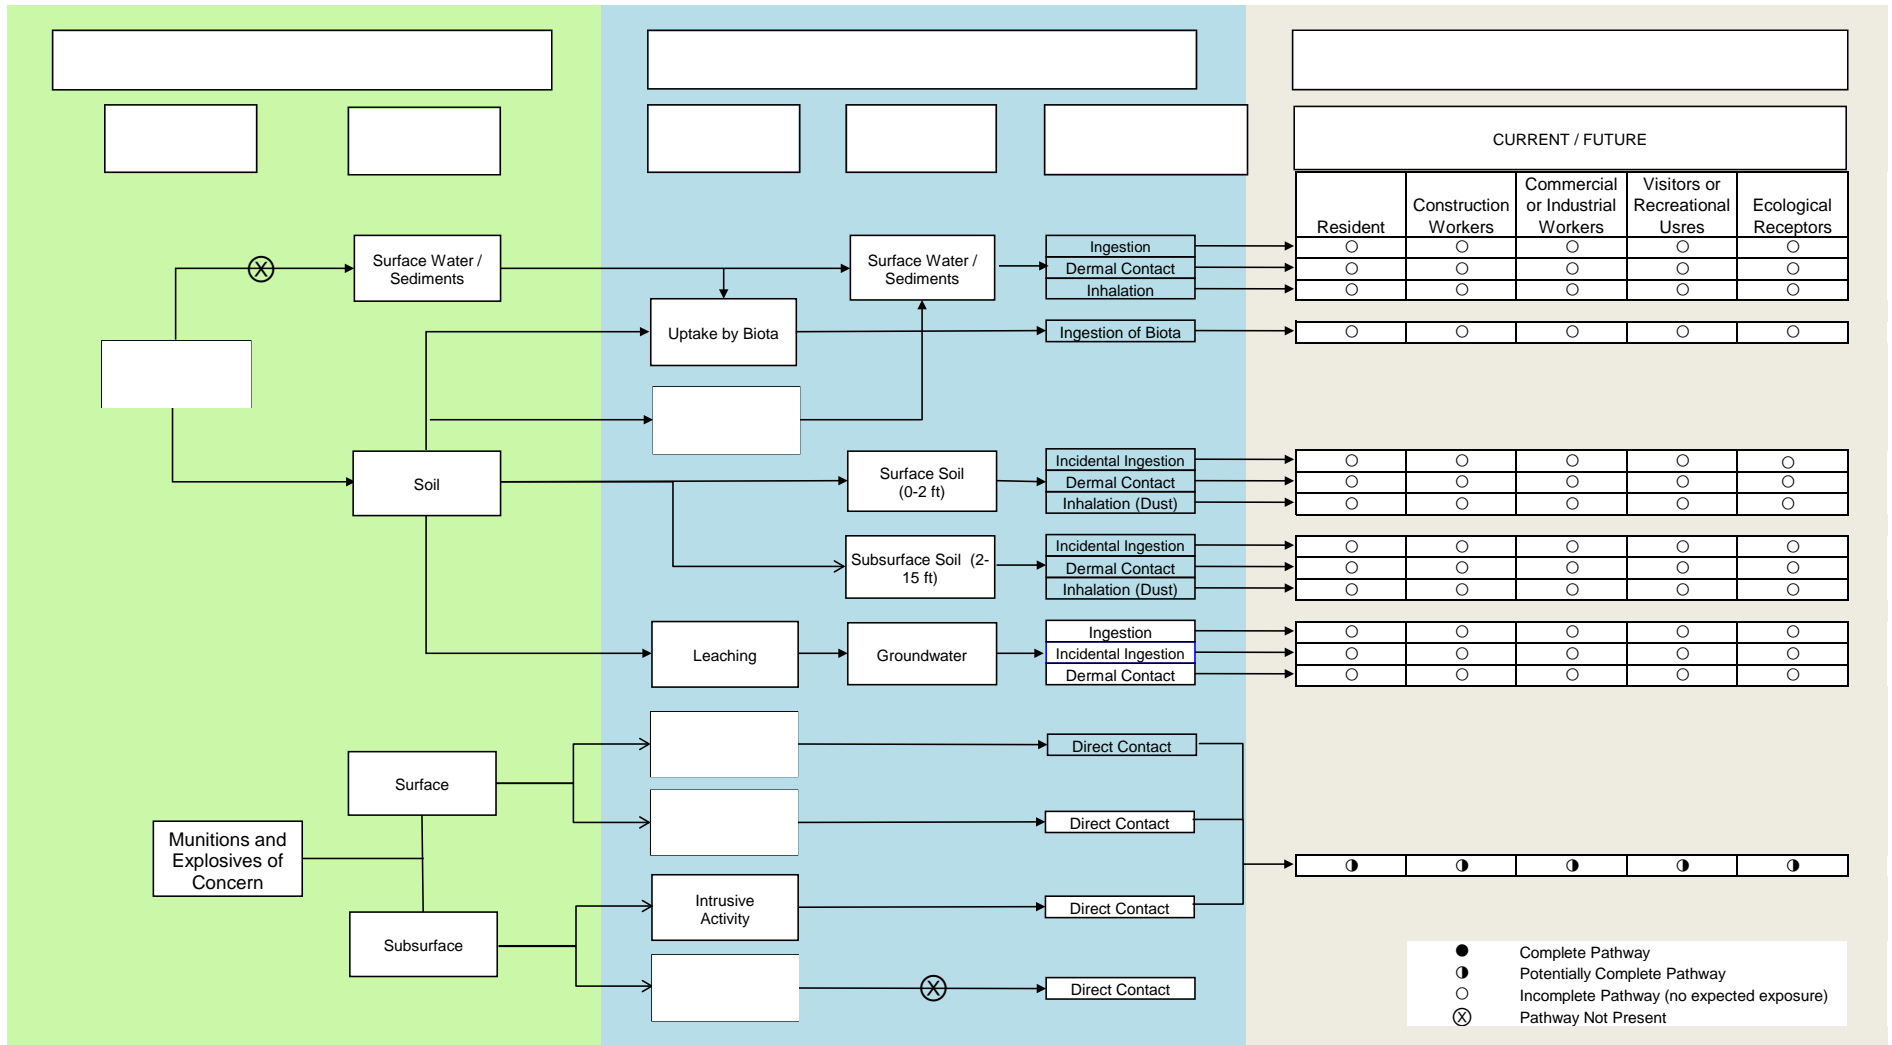 CURRENT / FUTURE
Resident
Construction
Workers
Commercial
or Industrial
Workers
Visitors or
Recreational
Usres
Ecological
Receptors
Surface Water /
Sediments
Surface Water /
Sediments
Ingestion
Dermal Contact
Inhalation
Uptake by Biota
Ingestion of Biota
Soil
Surface Soil
(0-2 ft)
Incidental Ingestion
Dermal Contact
Inhalation (Dust)
Subsurface Soil (2-
15 ft)
Incidental Ingestion
Dermal Contact
Inhalation (Dust)
Leaching
Groundwater
Ingestion
Incidental Ingestion
Dermal Contact
Surface
Direct Contact
Direct Contact
Munitions and
Explosives of
Concern
Intrusive
Activity
Direct Contact
Subsurface
Direct Contact
Complete Pathway
Potentially Complete Pathway
Incomplete Pathway (no expected exposure)
Pathway Not Present